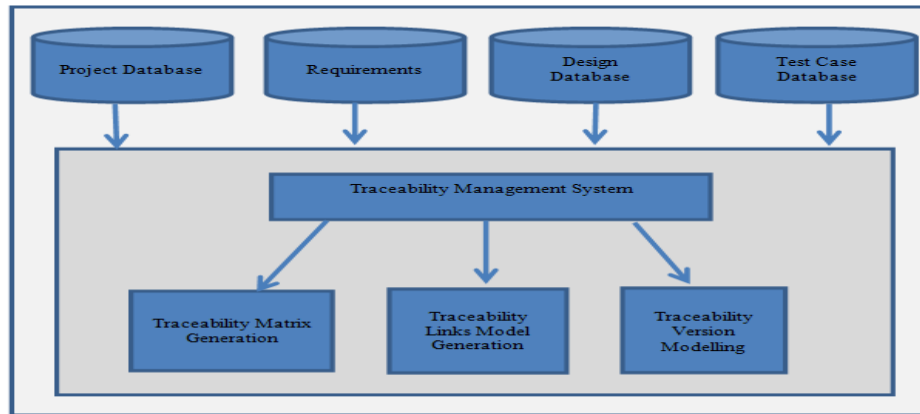 Project Database
Requirements
Design
Database
Test Case
Database
Traceability Management System
Traceability Matrix
Generation
Traceability
Links Model
Generation
Traceability
Version
Modelling